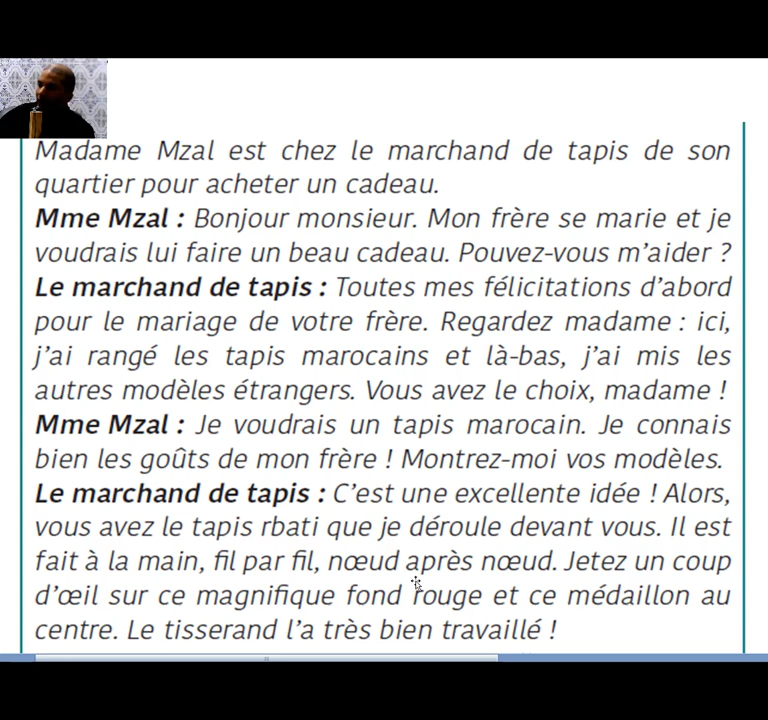 Madame Mzal est chez le marchand de tapis de son
quartier pour acheter un cadeau.
Mme Mzal : Bonjour monsieur. Mon frère se marie et je
voudrais lui faire un beau cadeau. Pouvez-vous m’aider ?
Le marchand de tapis : Toutes mes félicitations d’abord
pour le mariage de votre frère. Regardez madame : ici,
j’ai rangé les tapis marocains et là-bas, j’ai mis les
autres modèles étrangers. Vous avez le choix, madame !
Mme Mzal : Je voudrais un tapis marocain. Je connais
bien les goûts de mon frère ! Montrez-moi vos modèles.
Le marchand de tapis : C’est une excellente idée ! Alors,
vous avez le tapis rbati que je déroule devant vous. Il est
fait à la main, fil par fil, nœud après nœud. Jetez un coup
d’œil sur ce magnifique fond rouge et ce médaillon au
centre. Le tisserand l’a très bien travaillé !